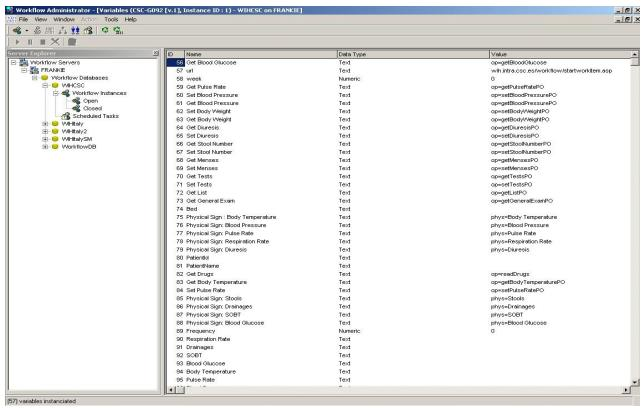 Workflow Administrator - [Variables (CSC-G092 [v.1], Instance ID : 1) - WIHCSC on FRANKIE]
File View Window Action Tools Help
Server Explorer
Workflow Servers
FRANKIE
Workflow Databases
WIHCSC
Workflow Instances
Open
Closed
Scheduled Tasks
WIHItaly
WIHItaly2
WIHItalySM
WorkflowDB
ID Name Data Type Value
56 Get Blood Glucose Text op=getBloodGlucose
57 url Text wih.intra.csc.es/workflow/startworkitem.asp
58 week Numeric 0
59 Get Pulse Rate Text op=getPulseRatePO
60 Set Blood Pressure Text op=setBloodPressurePO
61 Get Blood Pressure Text op=getBloodPressurePO
62 Set Body Weight Text op=setBodyWeightPO
63 Get Body Weight Text op=getBodyWeightPO
64 Get Diuresis Text op=getDiuresisPO
65 Set Diuresis Text op=setDiuresisPO
66 Get Stool Number Text op=getStoolNumberPO
67 Set Stool Number Text op=setStoolNumberPO
68 Get Menses Text op=getMensesPO
69 Set Menses Text op=setMensesPO
70 Get Tests Text op=getTestsPO
71 Set Tests Text op=setTestsPO
72 Get List Text op=getListPO
73 Get General Exam Text op=getGeneralExamPO
74 Bed Text
75 Physical Sign : Body Temperature Text phys=Body Temperature
76 Physical Sign: Blood Pressure Text phys=Blood Pressure
77 Physical Sign: Pulse Rate Text phys=Pulse Rate
78 Physical Sign: Respiration Rate Text phys=Respiration Rate
79 Physical Sign: Diuresis Text phys=Diuresis
80 PatientId Text
81 PatientName Text
82 Get Drugs Text op=readDrugs
83 Get Body Temperature Text op=getBodyTemperaturePO
84 Set Pulse Rate Text op=setPulseRatePO
85 Physical Sign: Stools Text phys=Stools
86 Physical Sign: Drainages Text phys=Drainages
87 Physical Sign: SOBT Text phys=SOBT
88 Physical Sign: Blood Glucose Text phys=Blood Glucose
89 Frequency Numeric 0
90 Respiration Rate Text
91 Drainages Text
92 SOBT Text
93 Blood Glucose Text
94 Body Temperature Text
95 Pulse Rate Text
(57) variables instanciated